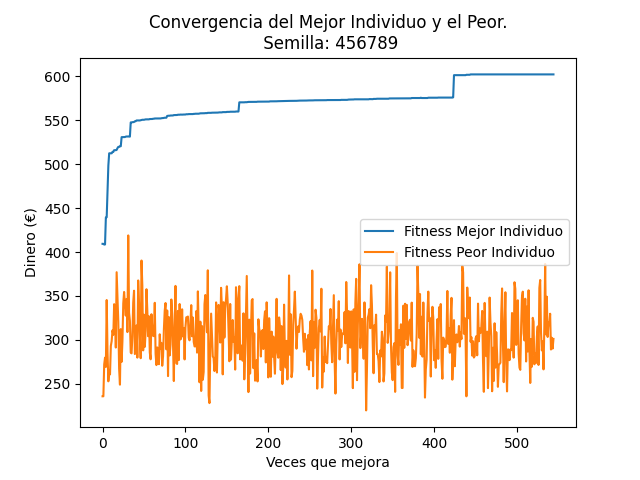 Convergencia del Mejor Individuo y el Peor.
Semilla: 456789
600
550
500
450
400
350
300
250
Dinero (€)
Fitness Mejor Individuo
Fitness Peor Individuo
0 100 200 300 400 500
Veces que mejora